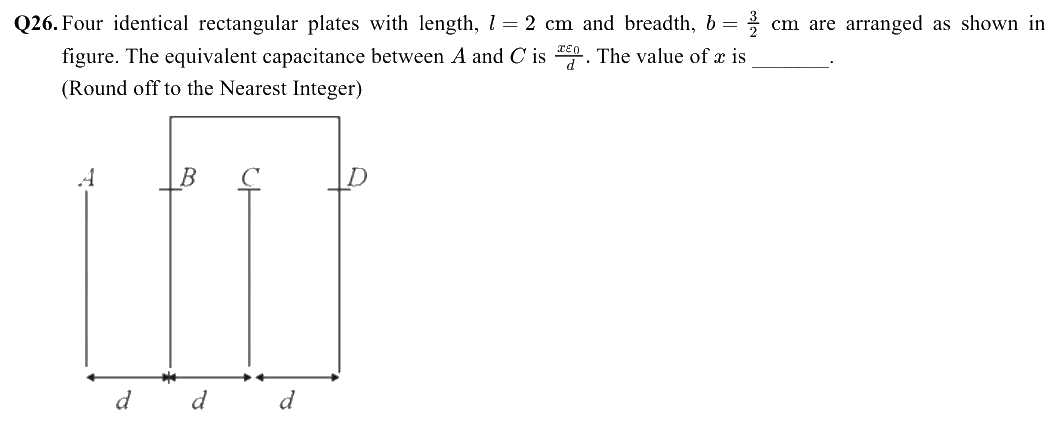 Q26. Four identical rectangular plates with length, l = 2 cm and breadth, b = 3/2 cm are arranged as shown in
figure. The equivalent capacitance between A and C is xε₀/d. The value of x is ________.
(Round off to the Nearest Integer)
A B C D
d d d